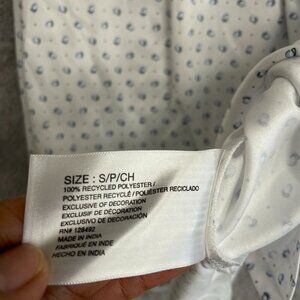 SIZE : S/P/CH
100% RECYCLED POLYESTER /
POLYESTER RECYCLÉ / POLIÉSTER RECICLADO
EXCLUSIVE OF DECORATION
EXCLUSIF DE DÉCORATION
EXCLUSIVO DE DECORACIÓN
RN# 128492
MADE IN INDIA
FABRIQUÉ EN INDE
HECHO EN INDIA